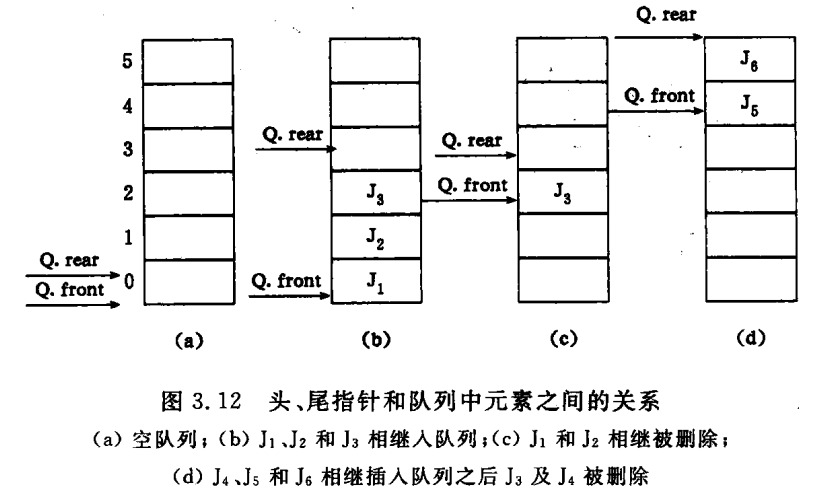 Q. rear
5
J₆
4
Q. front
J₅
Q. rear
3
Q. rear
2
J₃
Q. front
J₃
1
J₂
Q. rear
0
Q. front
Q. front
J₁
(a)
(b)
(c)
(d)
图 3.12 头、尾指针和队列中元素之间的关系
(a) 空队列; (b) J₁、J₂ 和 J₃ 相继入队列; (c) J₁ 和 J₂ 相继被删除;
(d) J₄、J₅ 和 J₆ 相继插入队列之后 J₃ 及 J₄ 被删除